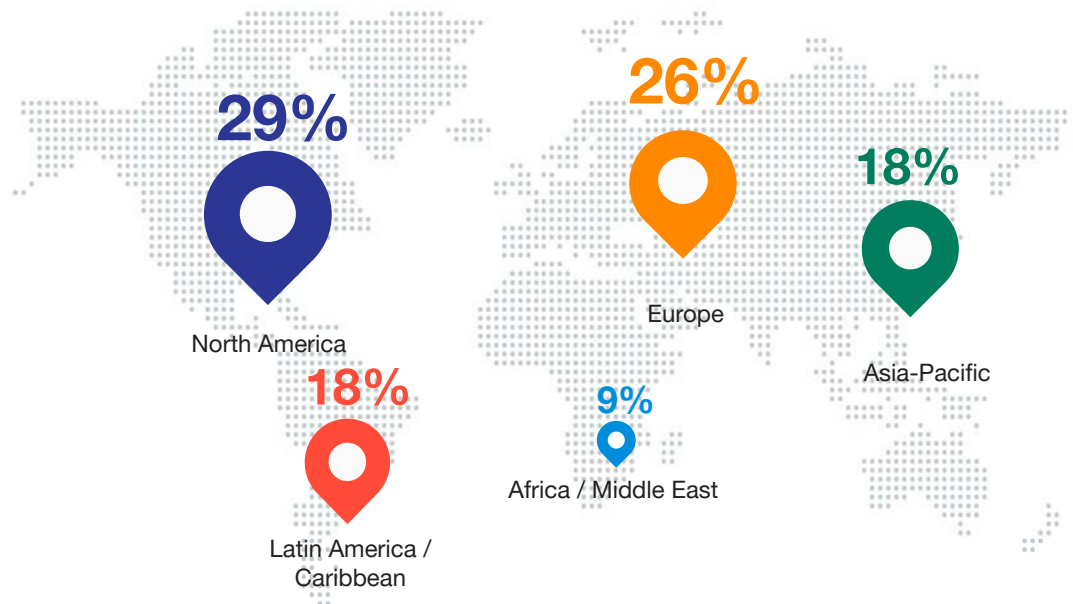 29%
North America
26%
Europe
18%
Asia-Pacific
18%
Latin America /
Caribbean
9%
Africa / Middle East